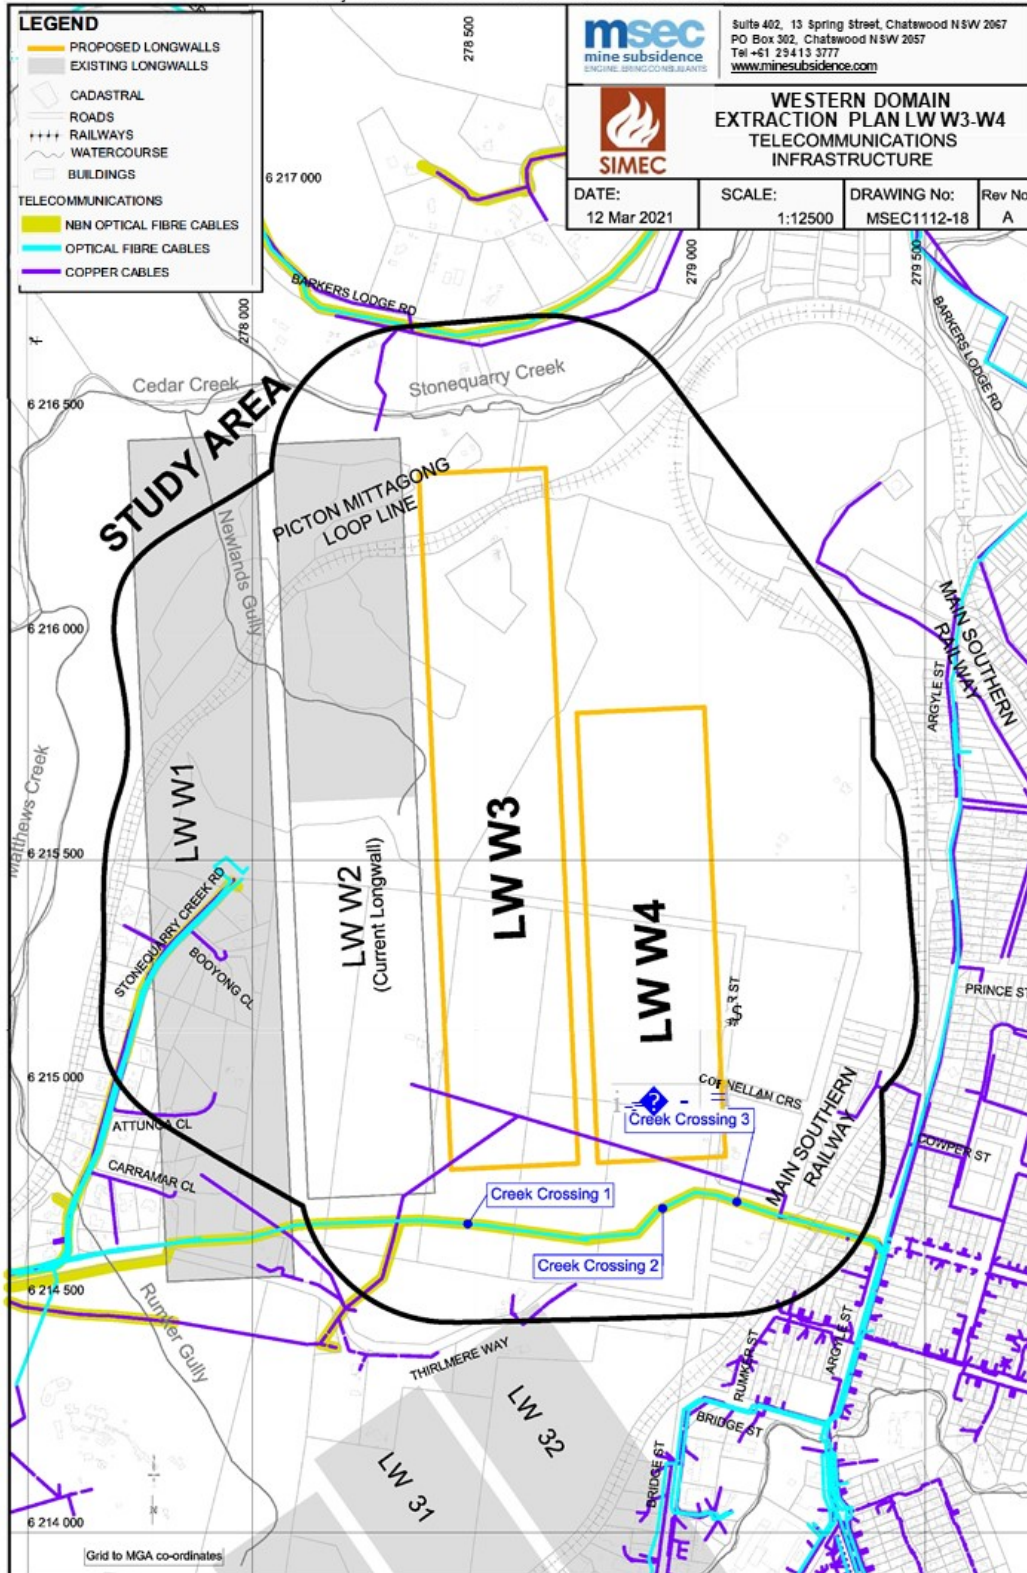 LEGEND
PROPOSED LONGWALLS
EXISTING LONGWALLS
CADASTRAL
ROADS
RAILWAYS
WATERCOURSE
BUILDINGS
TELECOMMUNICATIONS
NBN OPTICAL FIBRE CABLES
OPTICAL FIBRE CABLES
COPPER CABLES
msec
mine subsidence
Suite 402, 13 Spring Street, Chatswood NSW 2067
PO Box 302, Chatswood NSW 2057
Tel +61 29413 3777
www.minesubsidence.com
SIMEC
WESTERN DOMAIN
EXTRACTION PLAN LW W3-W4
TELECOMMUNICATIONS
INFRASTRUCTURE
DATE:
12 Mar 2021
SCALE:
1:12500
DRAWING No:
MSEC1112-18
Rev No
A
278 500
6 217 000
278 000
279 000
279 500
BARKERS LODGE RD
BARKERS LODGE RD
Cedar Creek
Stonequarry Creek
6 216 500
STUDY AREA
PICTON MITTAGONG
LOOP LINE
Newlands Gully
6 216 000
MAIN SOUTHERN
RAILWAY
ARGYLE ST
Matthews Creek
LW W1
LW W2
(Current Longwall)
LW W3
LW W4
6 215 500
STONEQUARRY CREEK RD
BOOYONG CL
PRINCE ST
6 215 000
CONNELLAN CRS
Creek Crossing 3
MAIN SOUTHERN
RAILWAY
ATTUNGA CL
CARRAMAR CL
COWPER ST
Creek Crossing 1
Creek Crossing 2
6 214 500
Rumker Gully
THIRLMERE WAY
RUMKER ST
ARGYLE ST
BRIDGE ST
BRIDGE ST
LW 32
LW 31
6 214 000
Grid to MGA co-ordinates